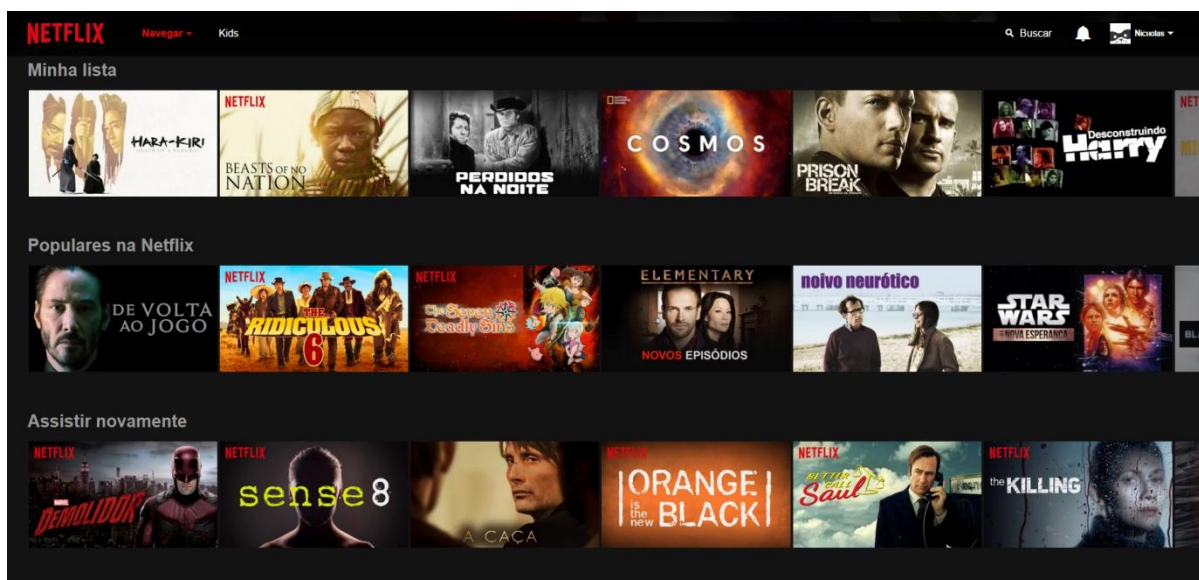 NETFLIX Navegar Kids Buscar Nicholas
Minha lista
HARA-KIRI
NETFLIX
BEASTS OF NO
NATION
PERDIDOS
NA NOITE
COSMOS
PRISON
BREAK
Desconstruindo
Harry
NET
Populares na Netflix
DE VOLTA
AO JOGO
NETFLIX
THE
RIDICULOUS
6
NETFLIX
The Seven
Deadly Sins
ELEMENTARY
NOVOS EPISÓDIOS
noivo neurótico
STAR
WARS
NOVA ESPERANÇA
BL
Assistir novamente
NETFLIX
MARVEL
DEMOLIDOR
NETFLIX
sense8
A CAÇA
NETFLIX
ORANGE
is the new BLACK
NETFLIX
BETTER
CALL
Saul
NETFLIX
the KILLING